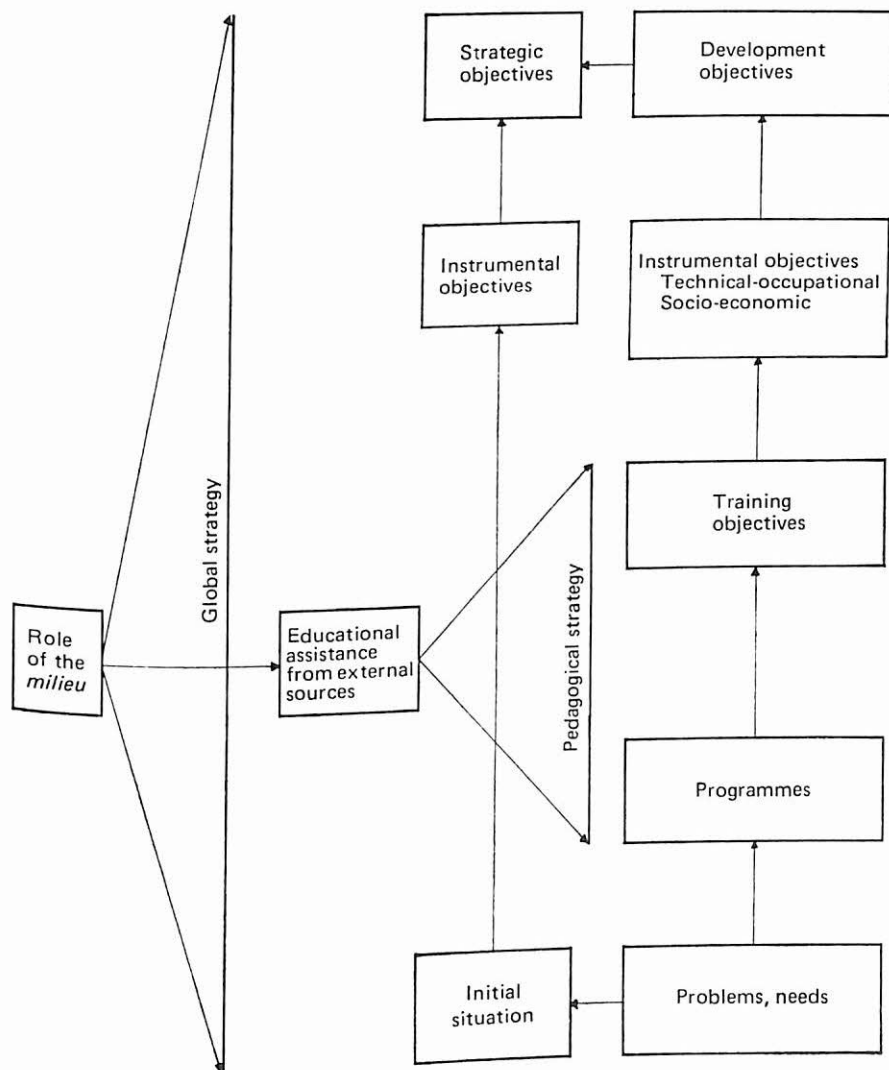 Strategic
objectives
Development
objectives
Instrumental
objectives
Instrumental objectives
Technical-occupational
Socio-economic
Global strategy
Training
objectives
Pedagogical strategy
Role
of the
milieu
Educational
assistance
from external
sources
Programmes
Initial
situation
Problems, needs